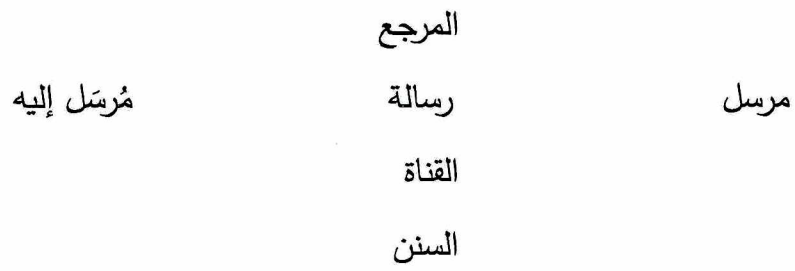 المرجع
مرسل رسالة مُرسَل إليه
القناة
السنن